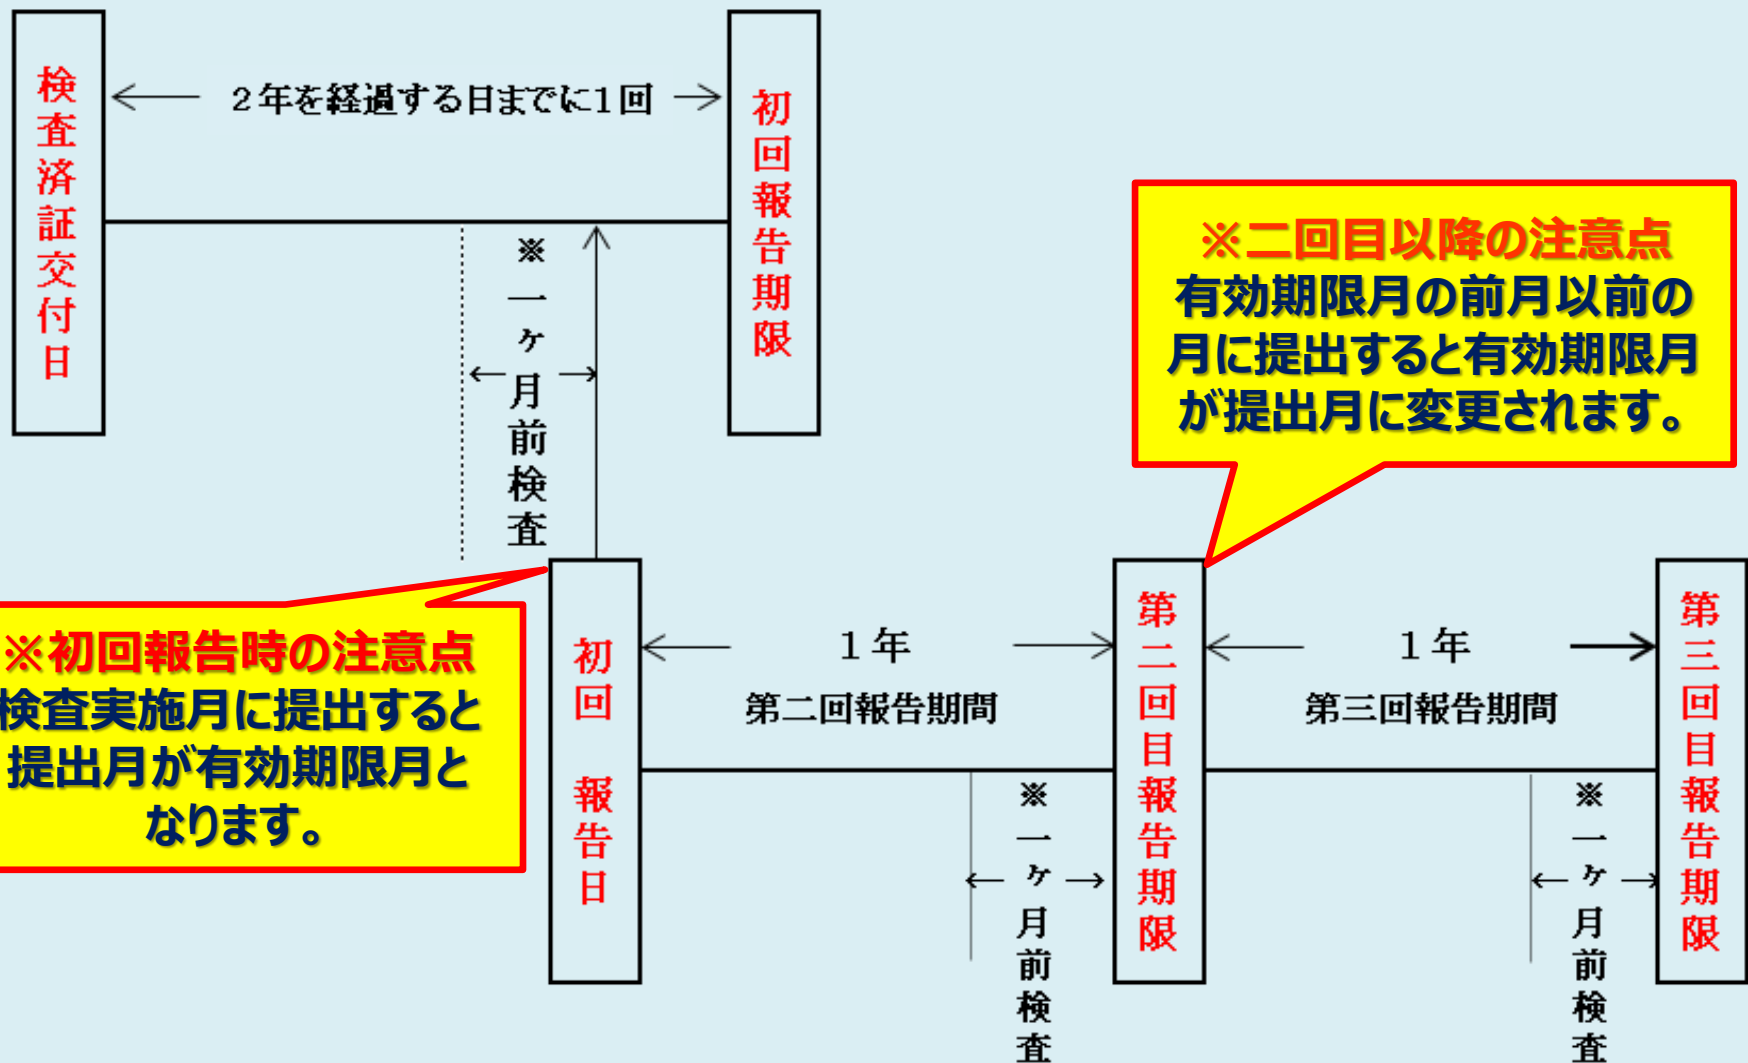 検査済証交付日
2年を経過する日までに1回
初回報告期限
※一ヶ月前検査
※二回目以降の注意点
有効期限月の前月以前の
月に提出すると有効期限月
が提出月に変更されます。
※初回報告時の注意点
検査実施月に提出すると
提出月が有効期限月と
なります。
初回 報告日
1年
第二回報告期間
※一ヶ月前検査
第二回目報告期限
1年
第三回報告期間
※一ヶ月前検査
第三回目報告期限